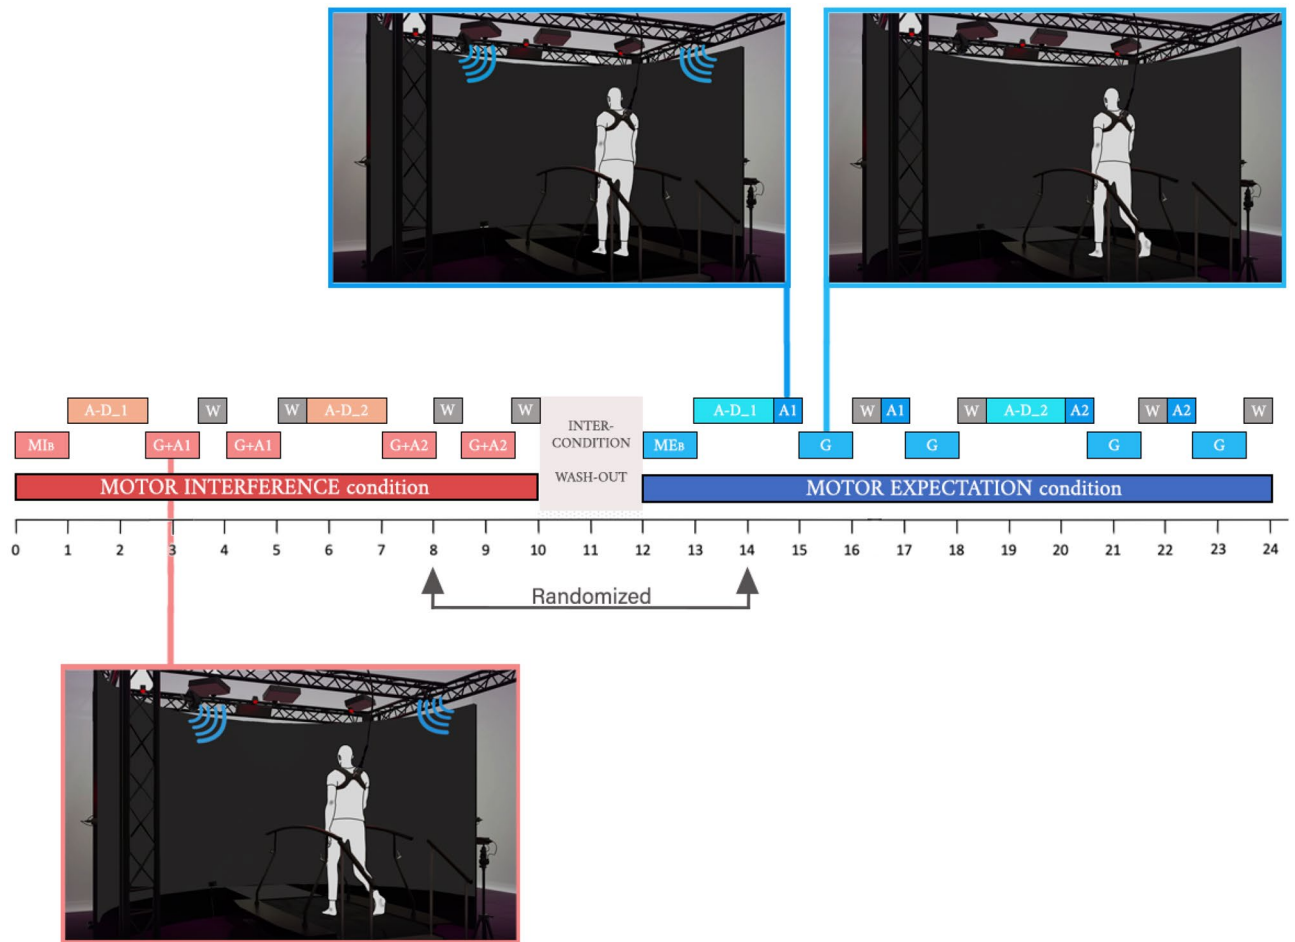 A-D_1 W W A-D_2 W W A-D_1 A1 W A1 W A-D_2 A2 W A2 W
MIB G+A1 G+A1 G+A2 G+A2 MEB G G G G
INTER-
CONDITION
WASH-OUT
MOTOR INTERFERENCE condition MOTOR EXPECTATION condition
0 1 2 3 4 5 6 7 8 9 10 11 12 13 14 15 16 17 18 19 20 21 22 23 24
Randomized